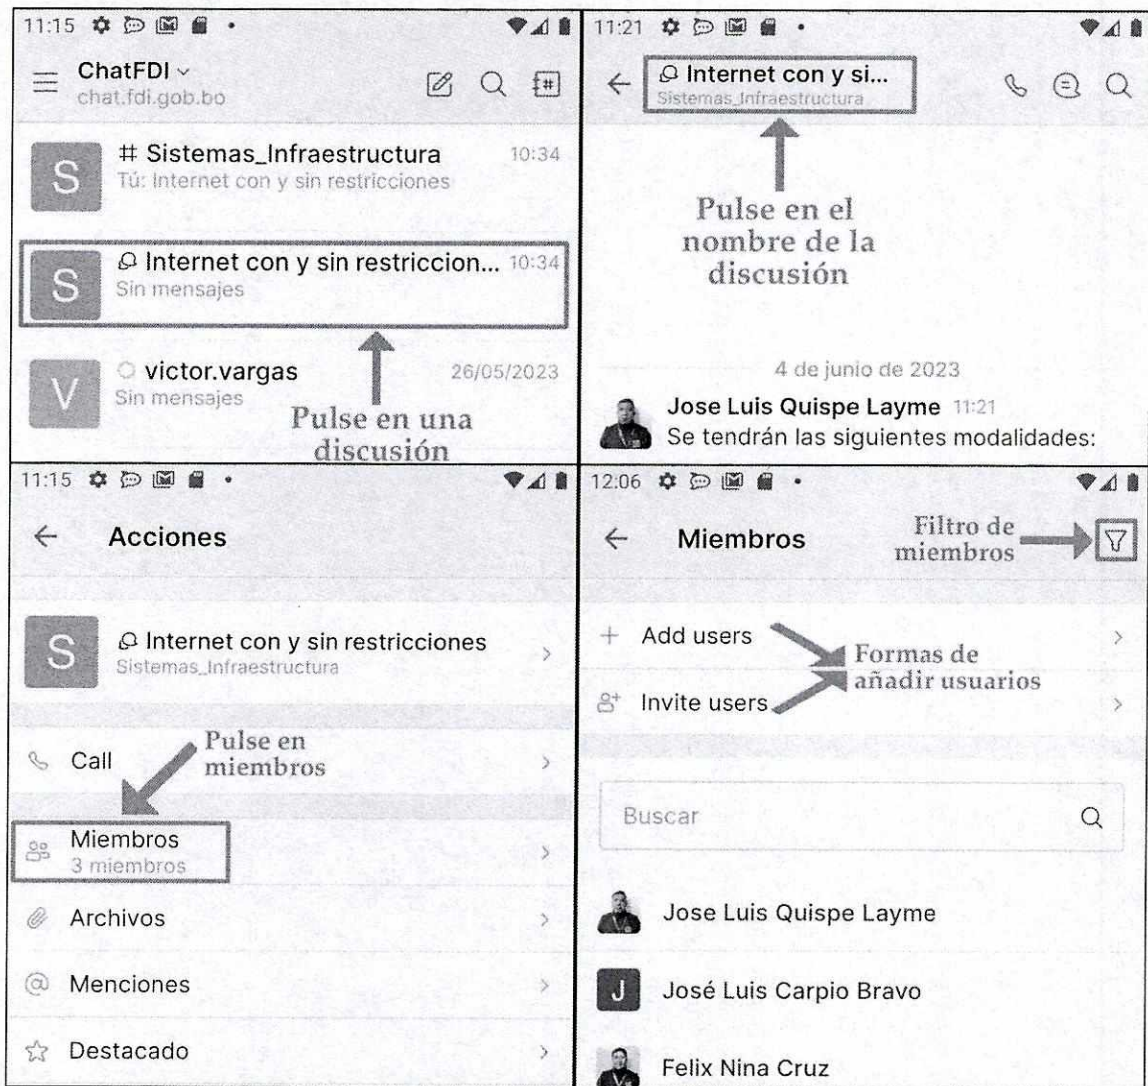 11:15
ChatFDI
chat.fdi.gob.bo
# Sistemas_Infraestructura 10:34
S
Tú: Internet con y sin restricciones
Internet con y sin restriccion... 10:34
S
Sin mensajes
victor.vargas 26/05/2023
V
Sin mensajes
Pulse en una
discusión
11:21
Internet con y si...
Sistemas_Infraestructura
Pulse en el
nombre de la
discusión
4 de junio de 2023
Jose Luis Quispe Layme 11:21
Se tendrán las siguientes modalidades:
11:15
Acciones
S
Internet con y sin restricciones
Sistemas_Infraestructura
Pulse en
miembros
Call
Miembros
3 miembros
Archivos
Menciones
Destacado
12:06
Miembros
Filtro de
miembros
Add users
Formas de
añadir usuarios
Invite users
Buscar
Jose Luis Quispe Layme
J
José Luis Carpio Bravo
Felix Nina Cruz